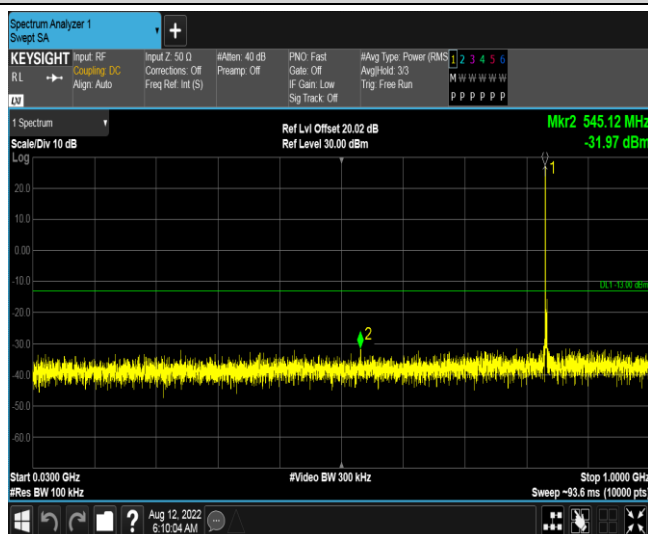 Spectrum Analyzer 1
Swept SA
+
KEYSIGHT
R L
LXI
Input: RF
Coupling: DC
Align: Auto
Input Z: 50 Ω
Corrections: Off
Freq Ref: Int (S)
#Atten: 40 dB
Preamp: Off
PNO: Fast
Gate: Off
IF Gain: Low
Sig Track: Off
#Avg Type: Power (RMS
Avg|Hold: 3/3
Trig: Free Run
1 2 3 4 5 6
M W W W W W
P P P P P P
1 Spectrum
Scale/Div 10 dB
Log
Ref Lvl Offset 20.02 dB
Ref Level 30.00 dBm
Mkr2 545.12 MHz
-31.97 dBm
1
20.0
10.0
0.00
-10.0
DL1 -13.00 dBm
-20.0
-30.0
2
-40.0
-50.0
-60.0
Start 0.0300 GHz
#Res BW 100 kHz
#Video BW 300 kHz
Stop 1.0000 GHz
Sweep ~93.6 ms (10000 pts)
?
Aug 12, 2022
6:10:04 AM